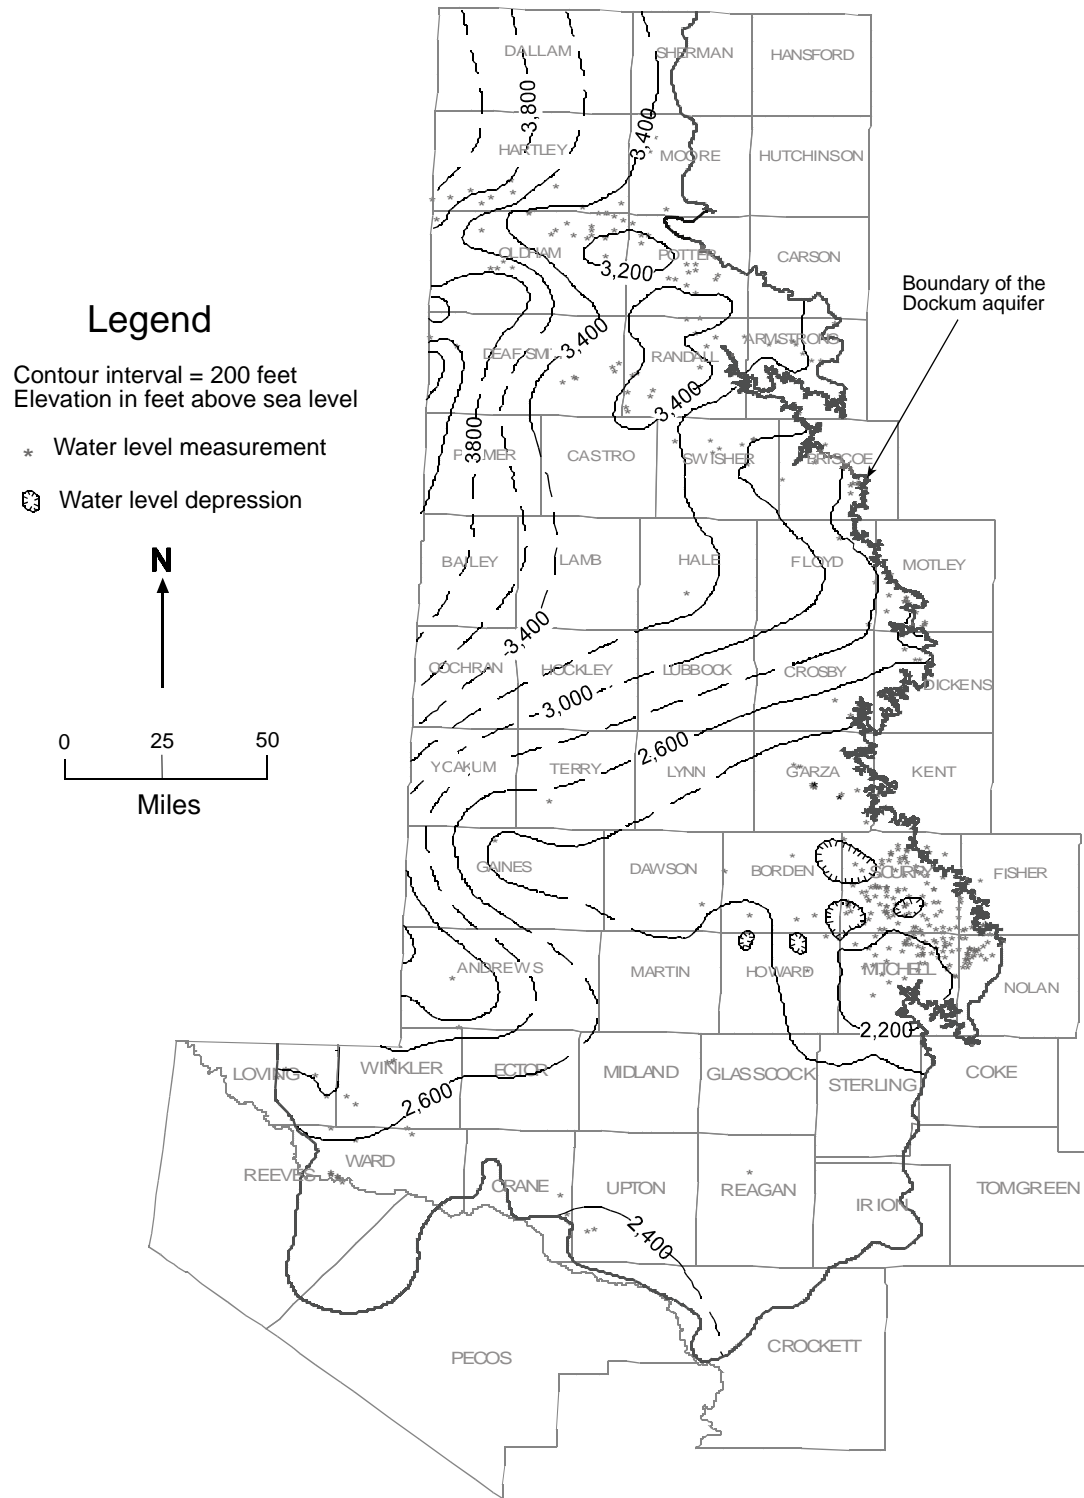 DALLAM
SHERMAN
HANSFORD
3,800
3,400
HARTLEY
MOORE
HUTCHINSON
OLDHAM
POTTER
CARSON
3,200
Boundary of the
Dockum aquifer
Legend
Contour interval = 200 feet
Elevation in feet above sea level
* Water level measurement
Water level depression
N
0 25 50
Miles
3,400
DEAF SMI
RANDALL
ARMSTRONG
3,400
3800
PARMER
CASTRO
SWISHER
BRISCOE
BAILEY
LAMB
HALE
FLOYD
MOTLEY
3,400
COCHRAN
HOCKLEY
LUBBOCK
CROSBY
DICKENS
3,000
2,600
YOAKUM
TERRY
LYNN
GARZA
KENT
GAINES
DAWSON
BORDEN
SCURRY
FISHER
ANDREWS
MARTIN
HOWARD
MITCHELL
NOLAN
2,200
LOVING
WINKLER
ECTOR
MIDLAND
GLASSCOCK
STERLING
COKE
2,600
REEVES
WARD
CRANE
UPTON
REAGAN
IRION
TOMGREEN
2,400
PECOS
CROCKETT